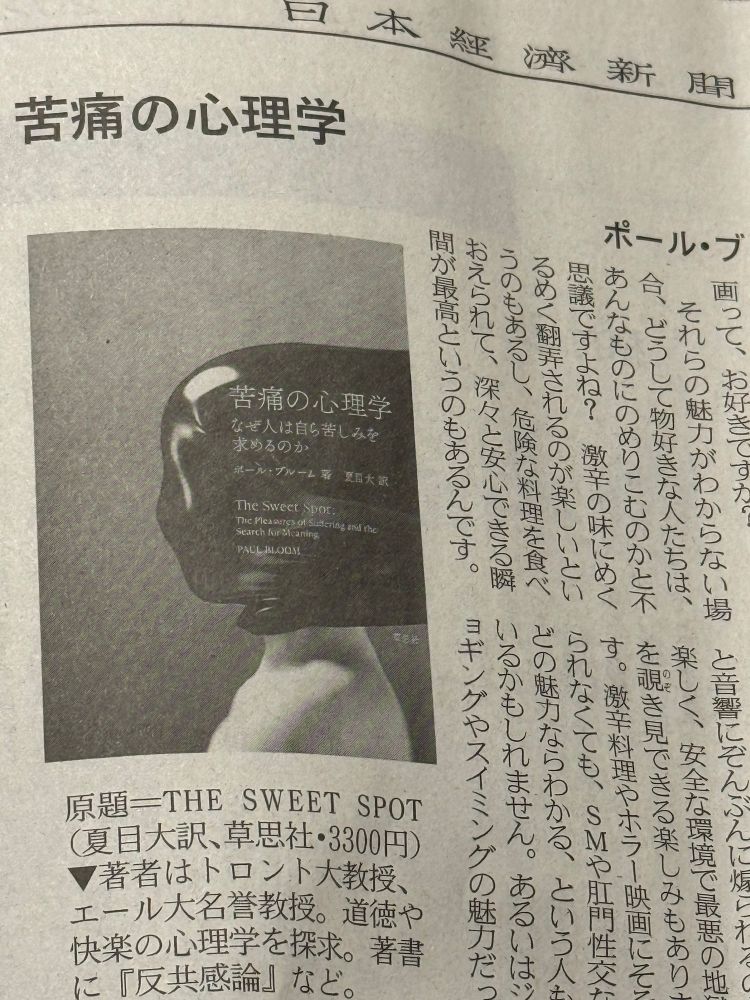 日本経済新聞
苦痛の心理学
ポール・ブ
画って、お好きですか？
それらの魅力がわからない場
合、どうして物好きな人たちは、
あんなものにのめりこむのかと不
思議ですよね？　激辛の味にめく
るめく翻弄されるのが楽しいとい
うのもあるし、危険な料理を食べ
おえられて、深々と安心できる瞬
間が最高というのもあるんです。
と音響にぞんぶんに煽られるの
楽しく、安全な環境で最悪の地
を覗き見できる楽しみもあり
のぞ
す。激辛料理やホラー映画にそ
られなくても、ＳＭや肛門性交な
どの魅力ならわかる、という人も
いるかもしれません。あるいはジ
ョギングやスイミングの魅力だっ
苦痛の心理学
なぜ人は自ら苦しみを
求めるのか
ポール・ブルーム 著　夏目大 訳
The Sweet Spot:
The Pleasures of Suffering and the
Search for Meaning
PAUL BLOOM
草思社
原題＝THE SWEET SPOT
（夏目大訳、草思社・3300円）
▼著者はトロント大教授、
エール大名誉教授。道徳や
快楽の心理学を探求。著書
に『反共感論』など。